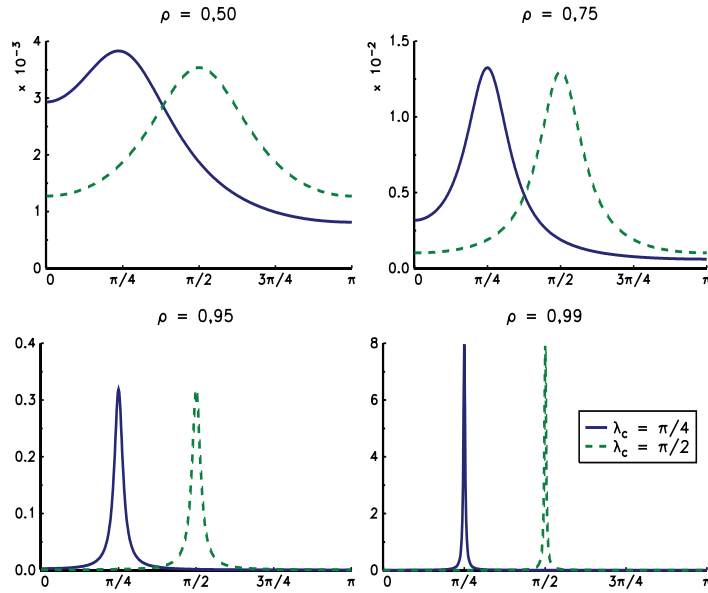 ρ = 0,50
ρ = 0,75
× 10⁻³
4
3
2
1
0
0 π/4 π/2 3π/4 π
× 10⁻²
1.5
1.0
0.5
0.0
0 π/4 π/2 3π/4 π
ρ = 0,95
ρ = 0,99
0.4
0.3
0.2
0.1
0.0
0 π/4 π/2 3π/4 π
8
6
4
2
0
0 π/4 π/2 3π/4 π
λc = π/4
λc = π/2